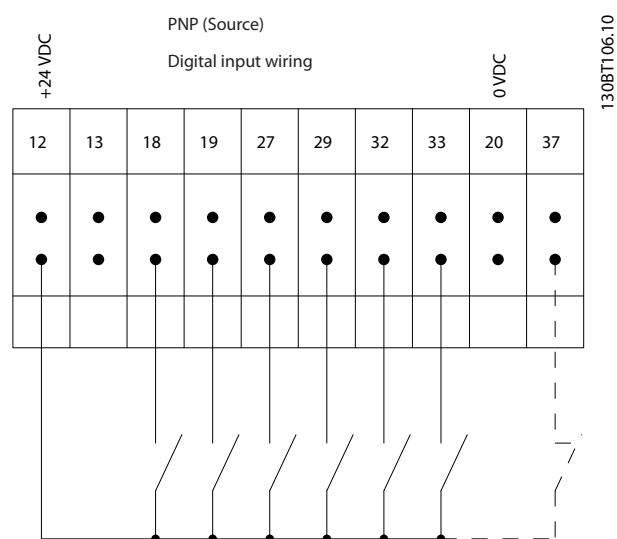 PNP (Source)
Digital input wiring
+24 VDC
0 VDC
130BT106.10
12 13 18 19 27 29 32 33 20 37